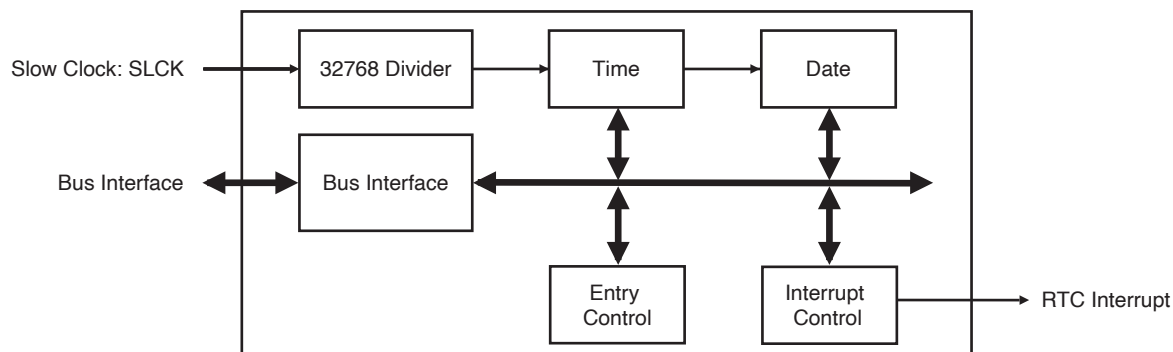 Slow Clock: SLCK
32768 Divider
Time
Date
Bus Interface
Bus Interface
Entry
Control
Interrupt
Control
RTC Interrupt